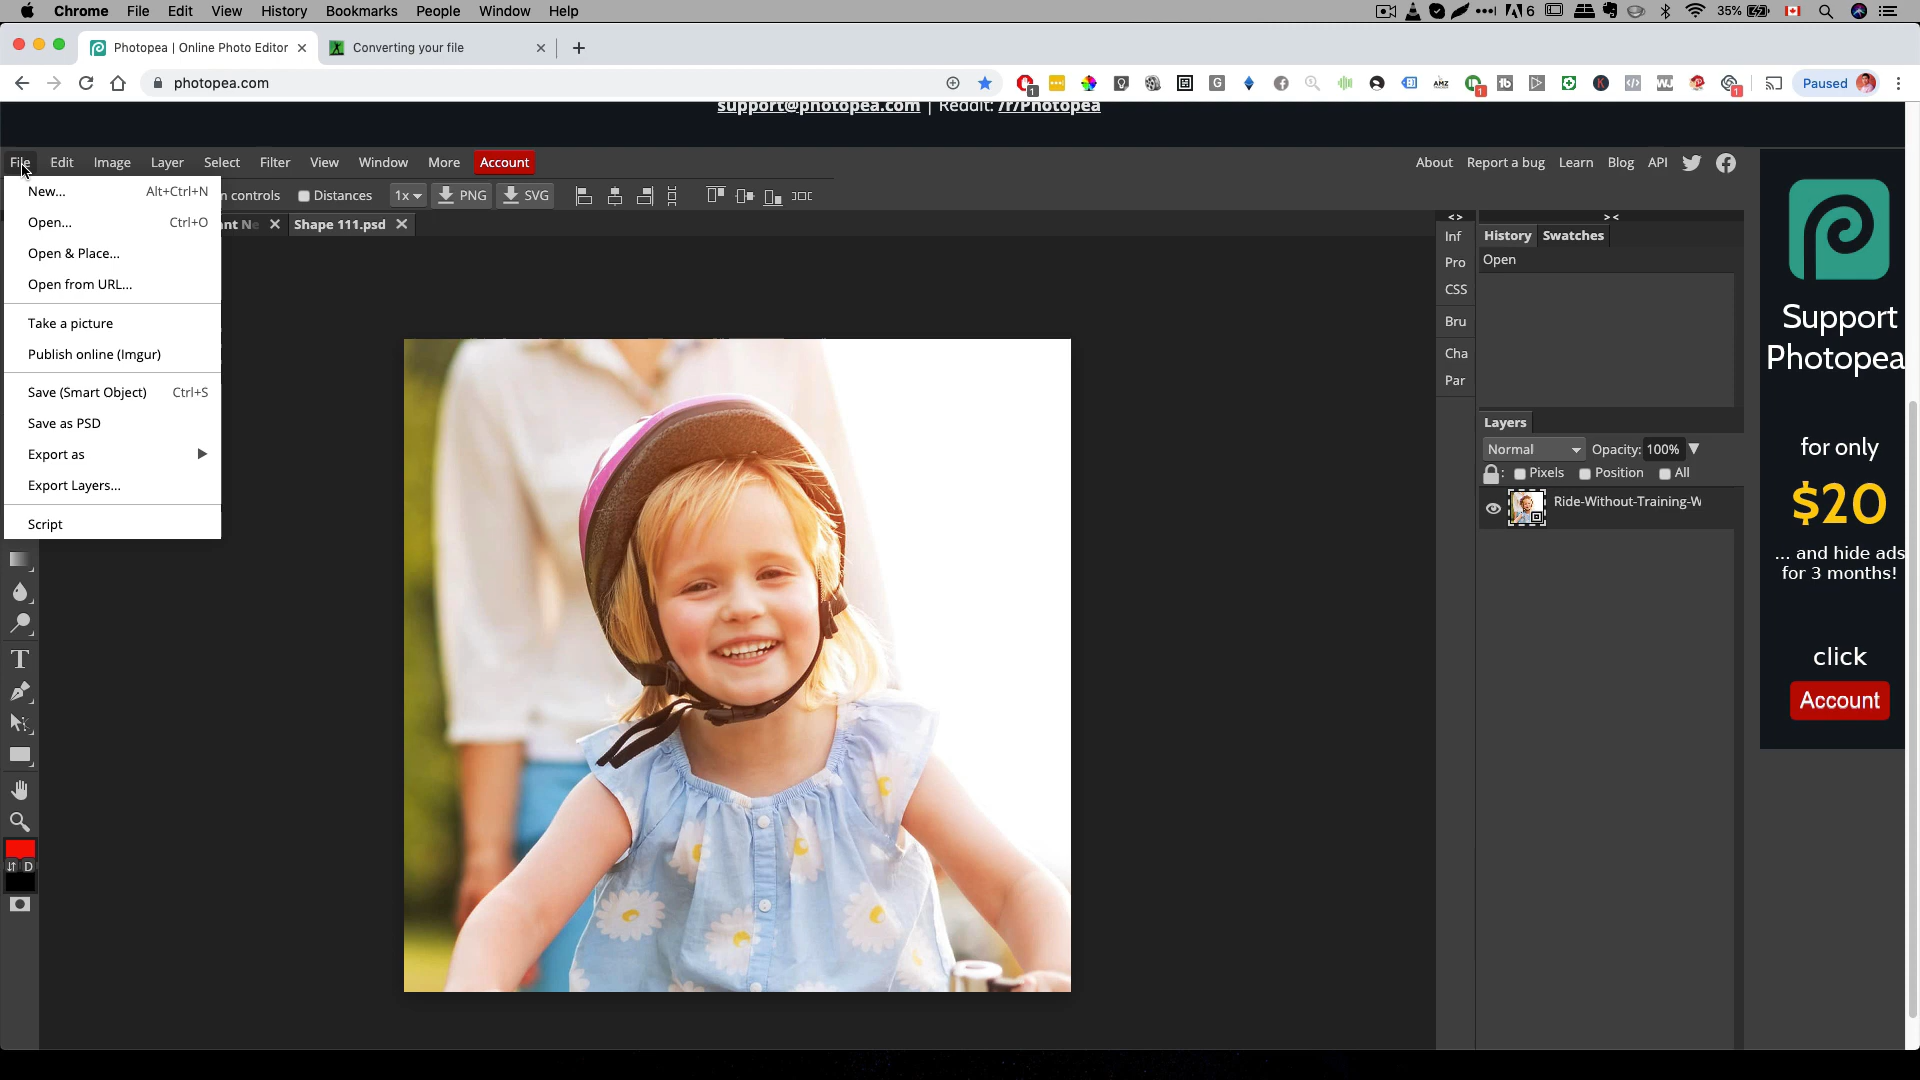 Chrome File Edit View History Bookmarks People Window Help
6 35%
Photopea | Online Photo Editor
Converting your file
photopea.com
Paused
support@photopea.com | Reddit: /r/Photopea
File Edit Image Layer Select Filter View Window More Account
About Report a bug Learn Blog API
controls Distances 1x PNG SVG
Shape 111.psd
New... Alt+Ctrl+N
Open... Ctrl+O
Open & Place...
Open from URL...
Take a picture
Publish online (Imgur)
Save (Smart Object) Ctrl+S
Save as PSD
Export as
Export Layers...
Script
T
D
< >
> <
Inf
Pro
CSS
Bru
Cha
Par
History Swatches
Open
Layers
Normal Opacity: 100%
Pixels Position All
Ride-Without-Training-W
Support
Photopea
for only
$20
... and hide ads
for 3 months!
click
Account